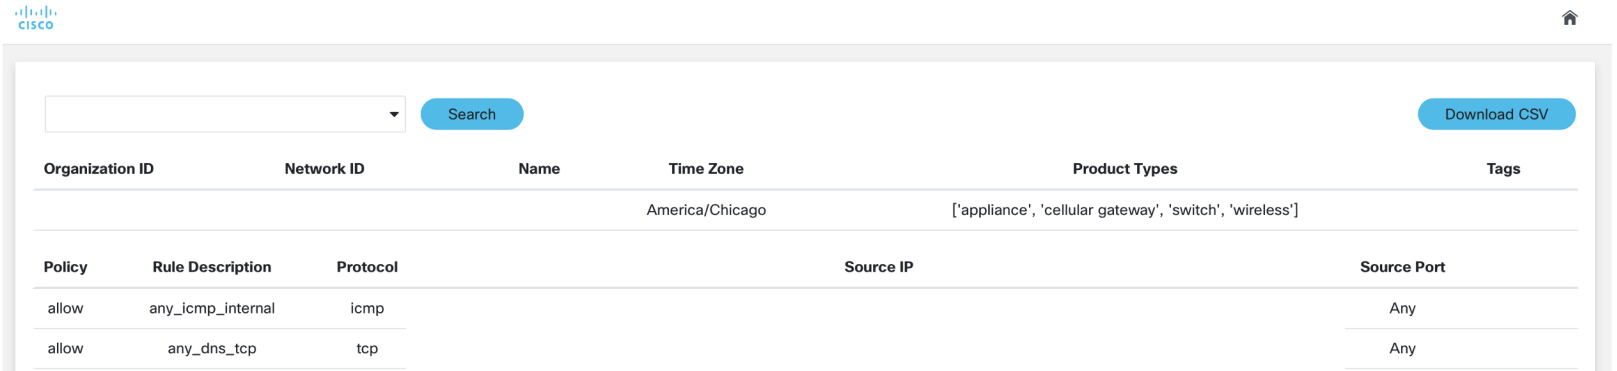 CISCO
Search
Download CSV
Organization ID Network ID Name Time Zone Product Types Tags
America/Chicago ['appliance', 'cellular gateway', 'switch', 'wireless']
Policy Rule Description Protocol Source IP Source Port
allow any_icmp_internal icmp Any
allow any_dns_tcp tcp Any